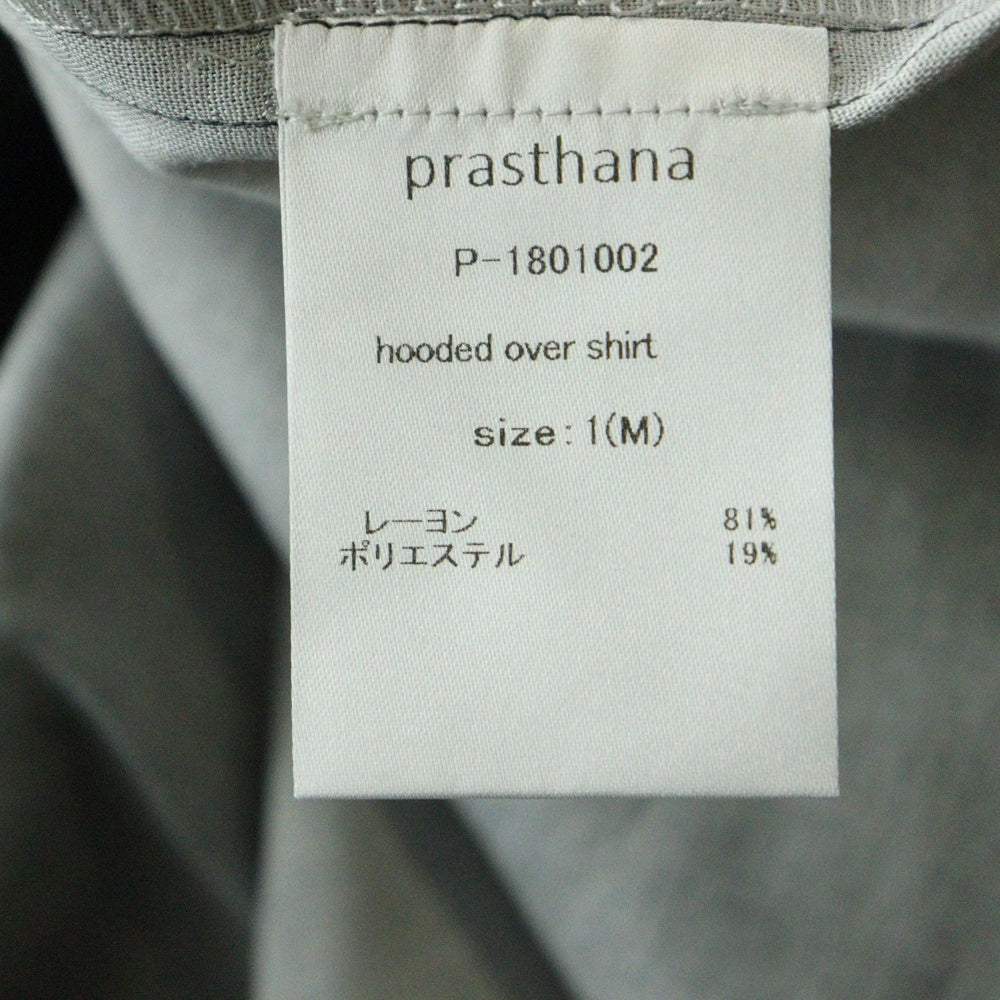 prasthana
P-1801002
hooded over shirt
size: 1(M)
レーヨン 81%
ポリエステル 19%